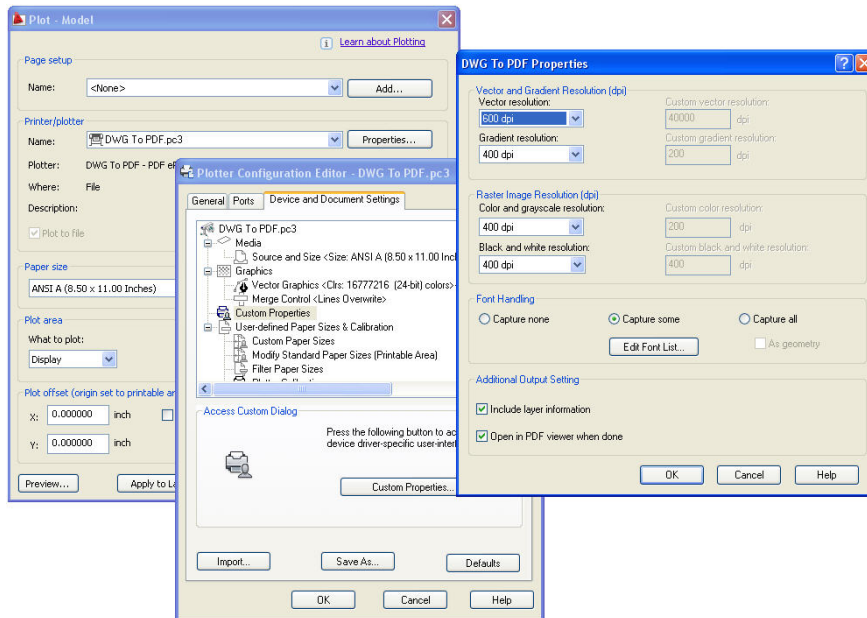 Plot - Model
Learn about Plotting
Page setup
Name:
<None>
Add...
Printer/plotter
Name:
DWG To PDF.pc3
Properties...
Plotter:
DWG To PDF - PDF
Where:
File
Description:
Plot to file
Paper size
ANSI A (8.50 x 11.00 Inches)
Plot area
What to plot:
Display
Plot offset (origin set to printable
X:
0.000000
inch
Y:
0.000000
inch
Preview...
Apply to
Plotter Configuration Editor - DWG To PDF.pc3
General
Ports
Device and Document Settings
DWG To PDF.pc3
Media
Source and Size <Size: ANSI A (8.50 x 11.00
Graphics
Vector Graphics <Clrs: 16777216 (24-bit) colors>
Merge Control <Lines Overwrite>
Custom Properties
User-defined Paper Sizes & Calibration
Custom Paper Sizes
Modify Standard Paper Sizes (Printable Area)
Filter Paper Sizes
Access Custom Dialog
Press the following button to
device driver-specific
Custom Properties...
Import...
Save As...
Defaults
OK
Cancel
Help
DWG To PDF Properties
Vector and Gradient Resolution (dpi)
Vector resolution:
Custom vector resolution:
600 dpi
40000
dpi
Gradient resolution:
Custom gradient resolution:
400 dpi
200
dpi
Raster Image Resolution (dpi)
Color and grayscale resolution:
Custom color resolution:
400 dpi
200
dpi
Black and white resolution:
Custom black and white resolution:
400 dpi
400
dpi
Font Handling
Capture none
Capture some
Capture all
Edit Font List...
As geometry
Additional Output Setting
Include layer information
Open in PDF viewer when done
OK
Cancel
Help